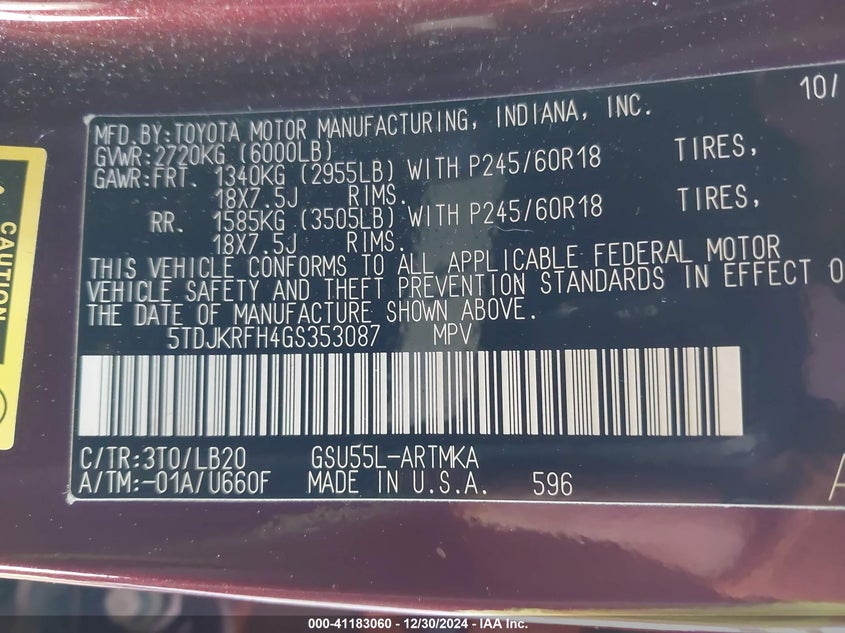 10/
MFD.BY:TOYOTA MOTOR MANUFACTURING, INDIANA, INC.
GVWR:2720KG (6000LB)
GAWR:FRT. 1340KG (2955LB) WITH P245/60R18 TIRES,
18X7.5J RIMS.
RR. 1585KG (3505LB) WITH P245/60R18 TIRES,
18X7.5J RIMS.
THIS VEHICLE CONFORMS TO ALL APPLICABLE FEDERAL MOTOR
VEHICLE SAFETY AND THEFT PREVENTION STANDARDS IN EFFECT O
THE DATE OF MANUFACTURE SHOWN ABOVE.
5TDJKRFH4GS353087 MPV
C/TR:3T0/LB20 GSU55L-ARTMKA
A/TM:-01A/U660F MADE IN U.S.A. 596
A
CAUTION
000-41183060 - 12/30/2024 - IAA Inc.